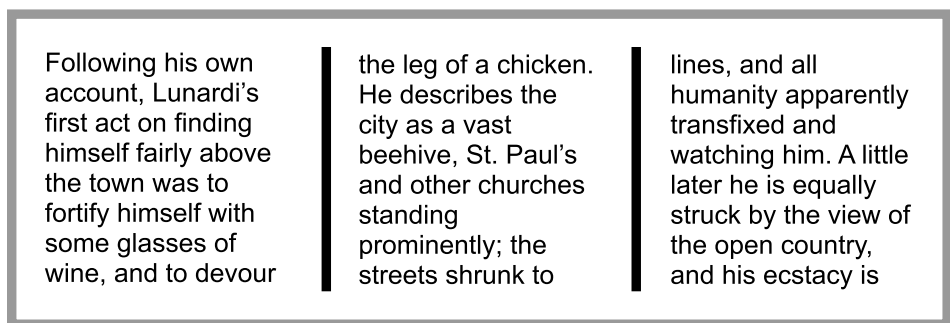 Following his own
account, Lunardi’s
first act on finding
himself fairly above
the town was to
fortify himself with
some glasses of
wine, and to devour
the leg of a chicken.
He describes the
city as a vast
beehive, St. Paul’s
and other churches
standing
prominently; the
streets shrunk to
lines, and all
humanity apparently
transfixed and
watching him. A little
later he is equally
struck by the view of
the open country,
and his ecstacy is